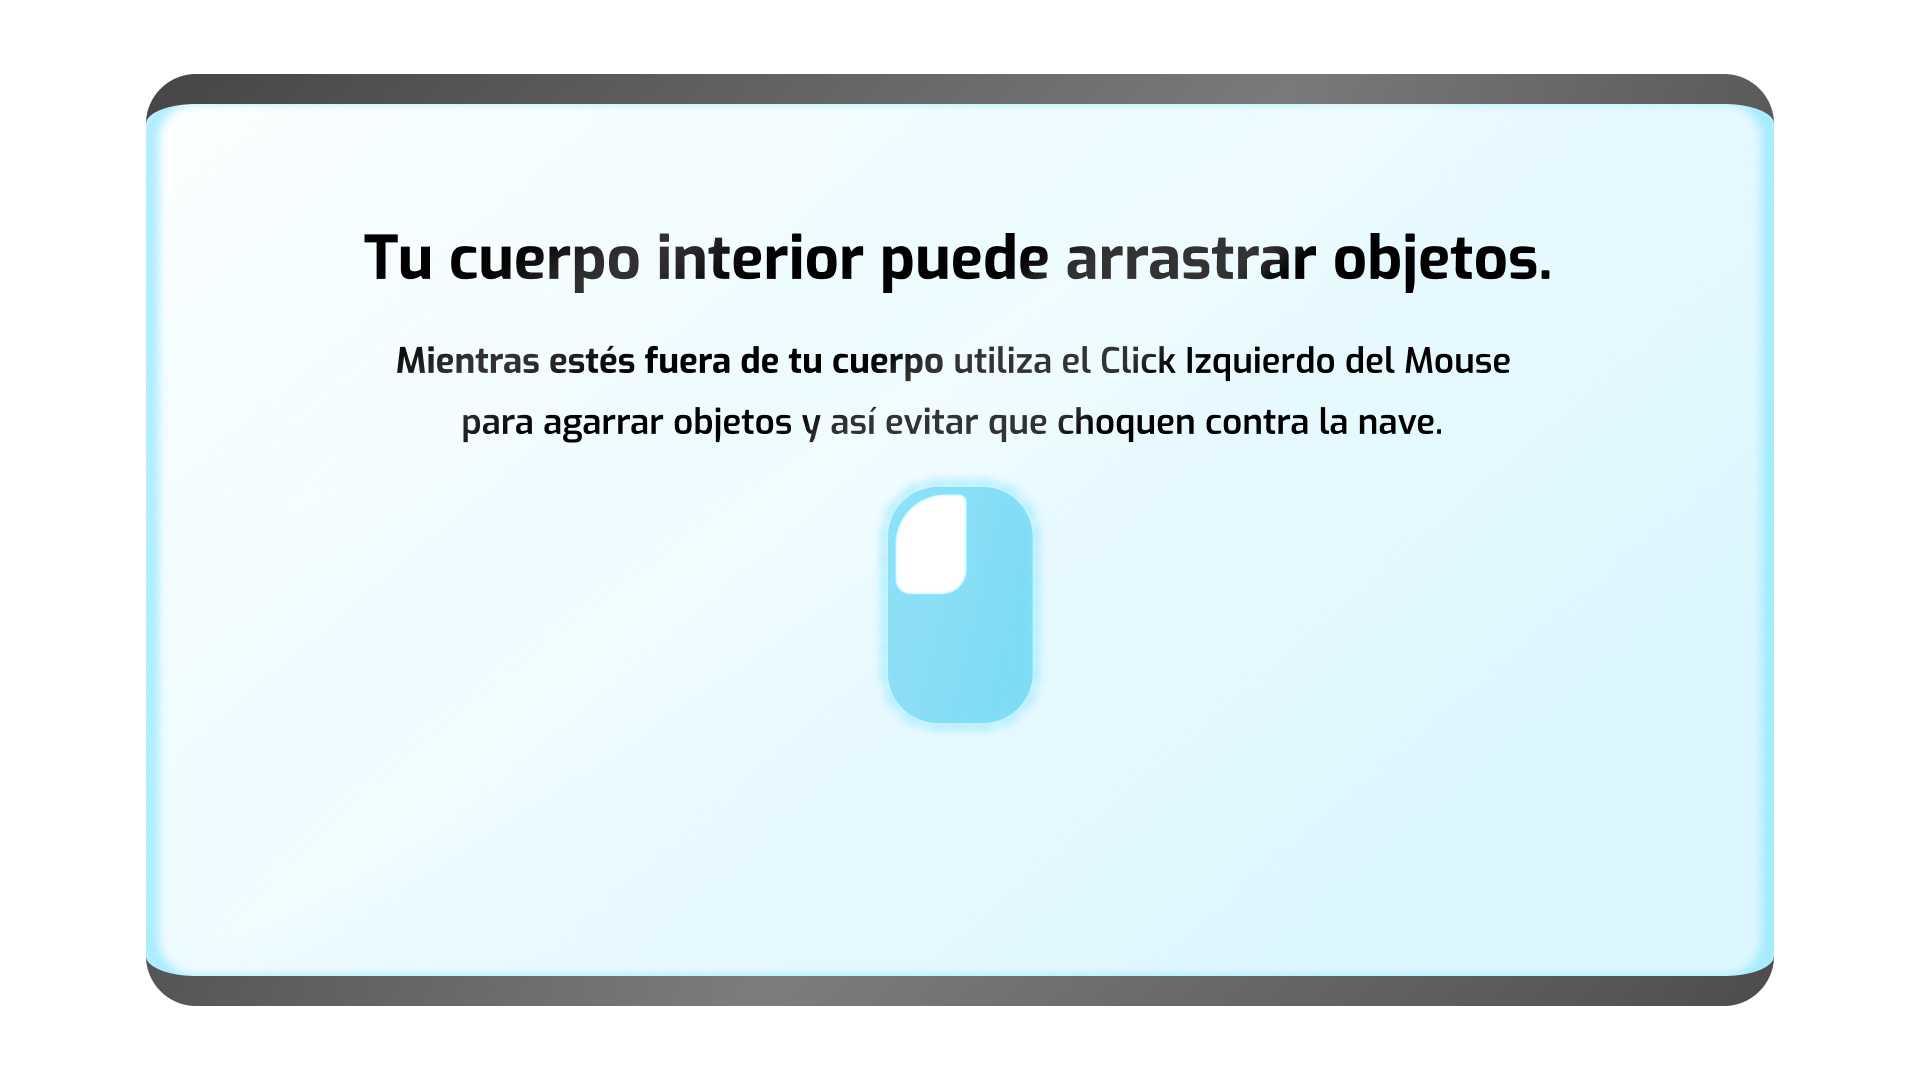 Tu cuerpo interior puede arrastrar objetos.
Mientras estés fuera de tu cuerpo utiliza el Click Izquierdo del Mouse
para agarrar objetos y así evitar que choquen contra la nave.